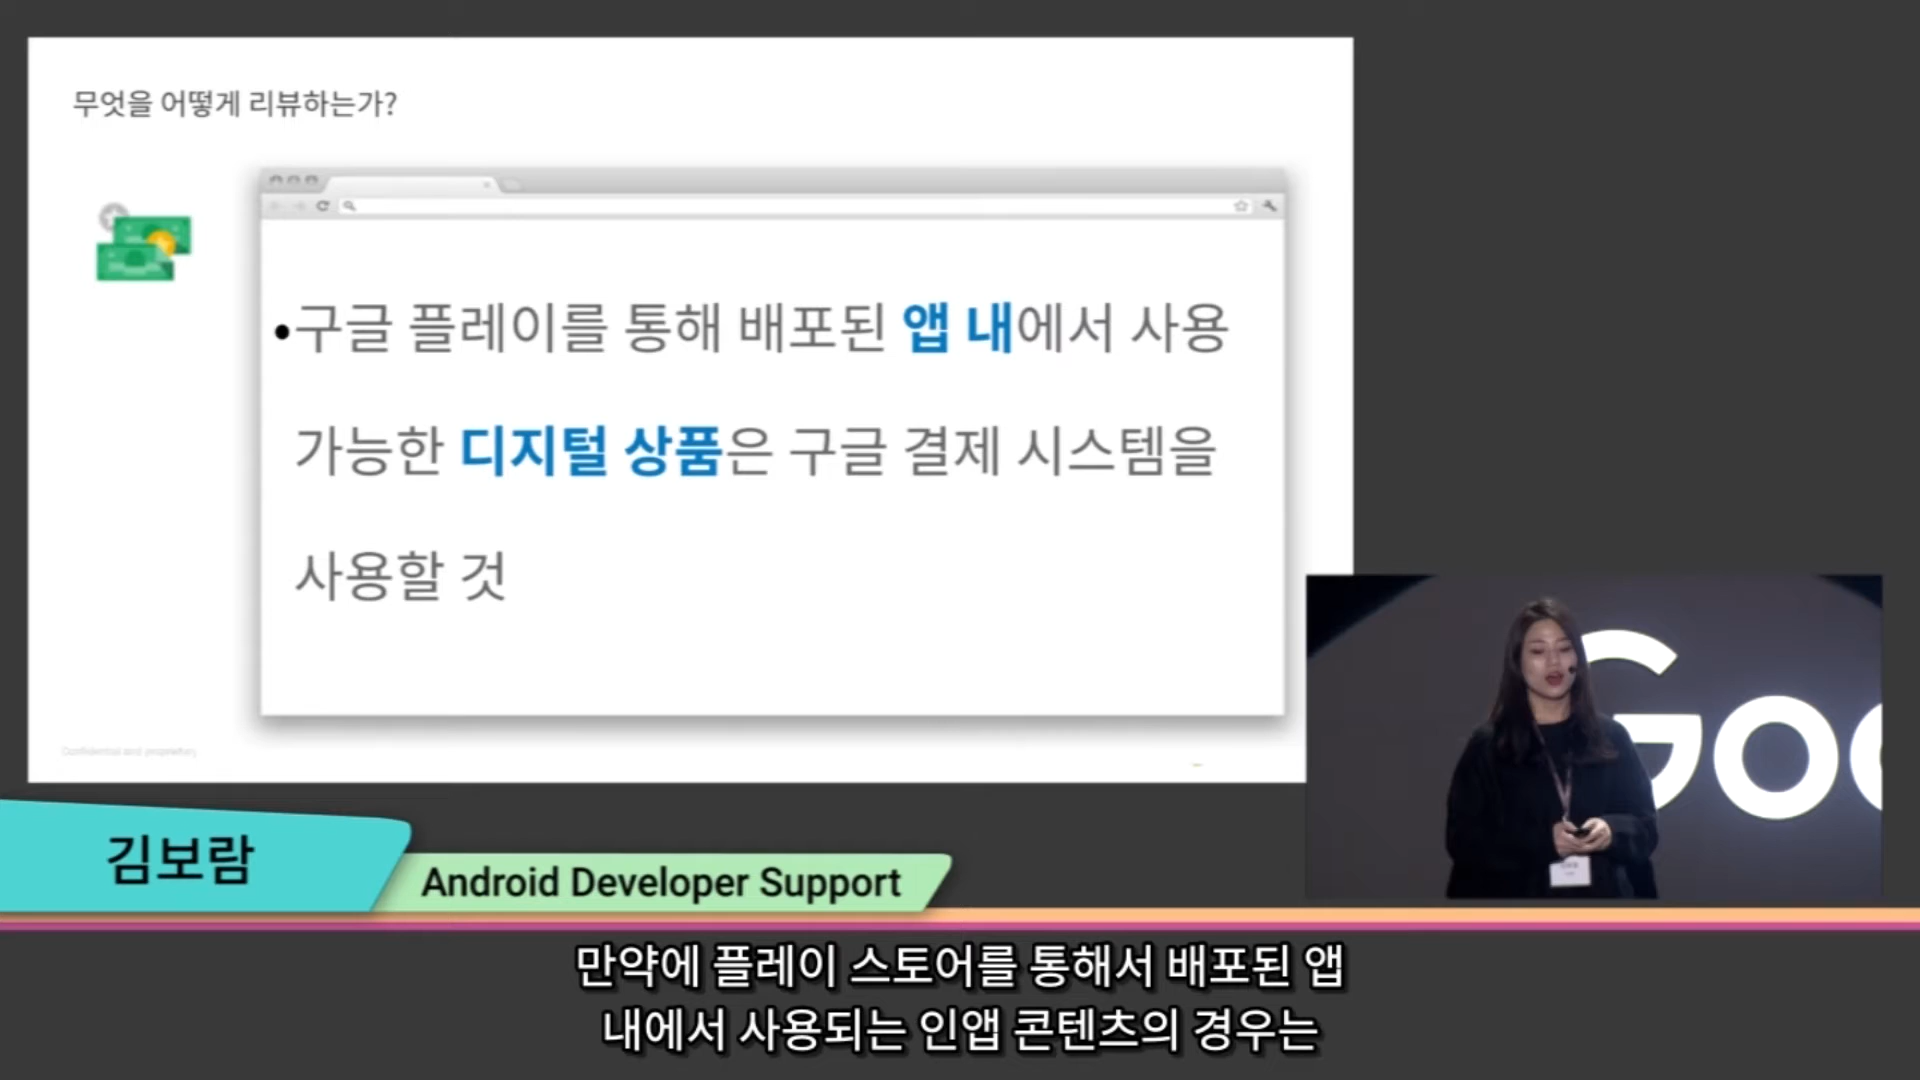 무엇을 어떻게 리뷰하는가?
•구글 플레이를 통해 배포된 앱 내에서 사용
가능한 디지털 상품은 구글 결제 시스템을
사용할 것
Confidential and proprietary
Goo
김보람
Android Developer Support
만약에 플레이 스토어를 통해서 배포된 앱
내에서 사용되는 인앱 콘텐츠의 경우는